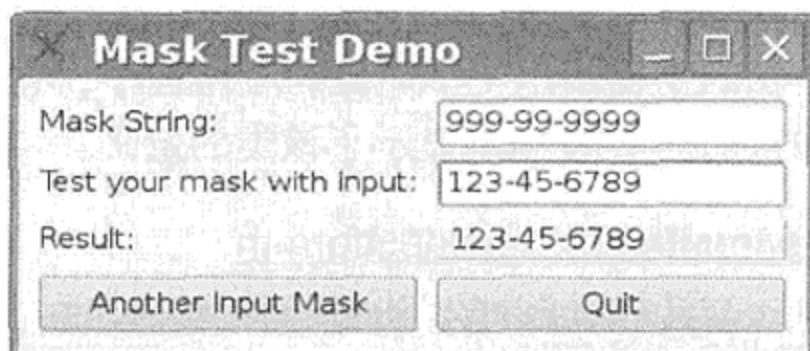 Mask Test Demo
Mask String: 999-99-9999
Test your mask with input: 123-45-6789
Result: 123-45-6789
Another Input Mask Quit